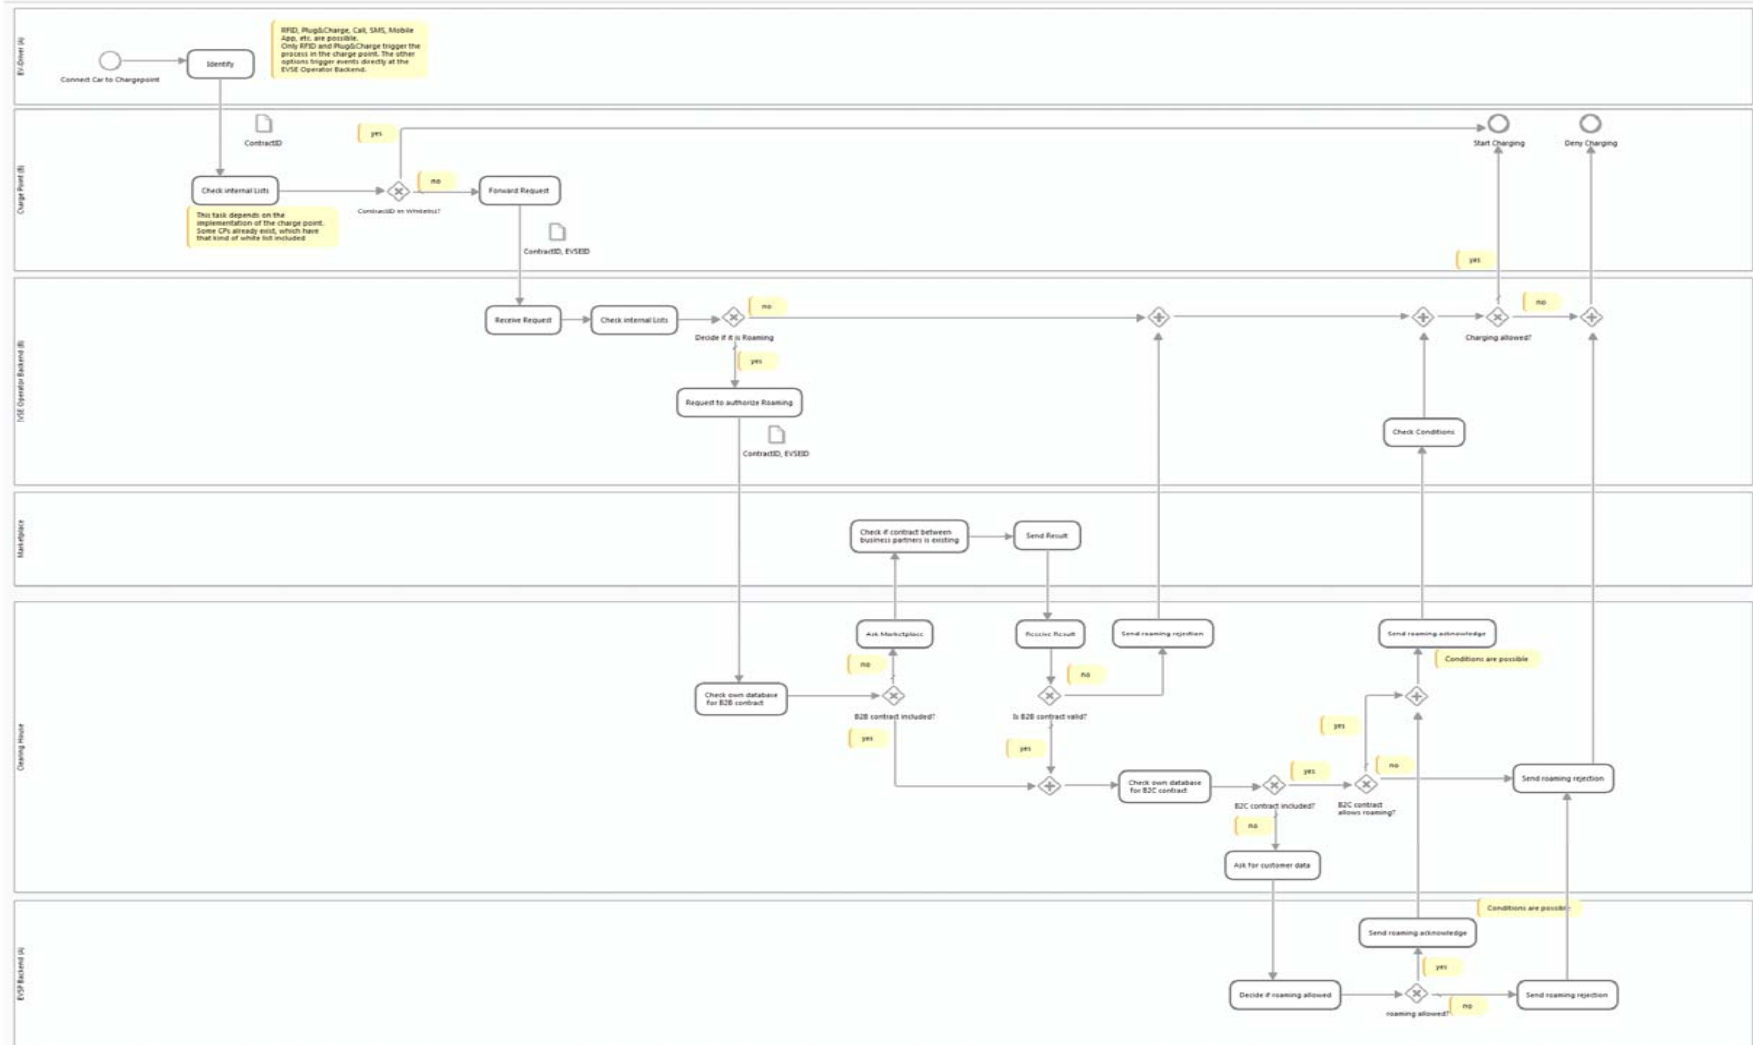 EV-Driver (A)
Connect Car to Chargepoint
Identify
RFID, Plug&Charge, Call, SMS, Mobile
App, etc. are possible.
Only RFID and Plug&Charge trigger the
process in the charge point. The other
options trigger events directly at the
EVSE Operator Backend.
Charge Point (B)
ContractID
yes
Start Charging
Deny Charging
Check internal Lists
no
Forward Request
ContractID in Whitelist?
This task depends on the
implementation of the charge point.
Some CPs already exist, which have
that kind of white list included
ContractID, EVSEID
yes
EVSE Operator Backend (B)
Receive Request
Check internal Lists
no
Decide if it is Roaming
no
Charging allowed?
yes
Request to authorize Roaming
ContractID, EVSEID
Check Conditions
Marketplace
Check if contract between
business partners is existing
Send Result
Clearing House
Ask Marketplace
Receive Result
Send roaming rejection
Send roaming acknowledge
Conditions are possible
no
no
Check own database
for B2B contract
B2B contract included?
Is B2B contract valid?
yes
yes
yes
Check own database
for B2C contract
yes
no
Send roaming rejection
B2C contract included?
B2C contract
allows roaming?
no
Ask for customer data
EVSP Backend (A)
Conditions are possible
Send roaming acknowledge
yes
Decide if roaming allowed
roaming allowed?
no
Send roaming rejection